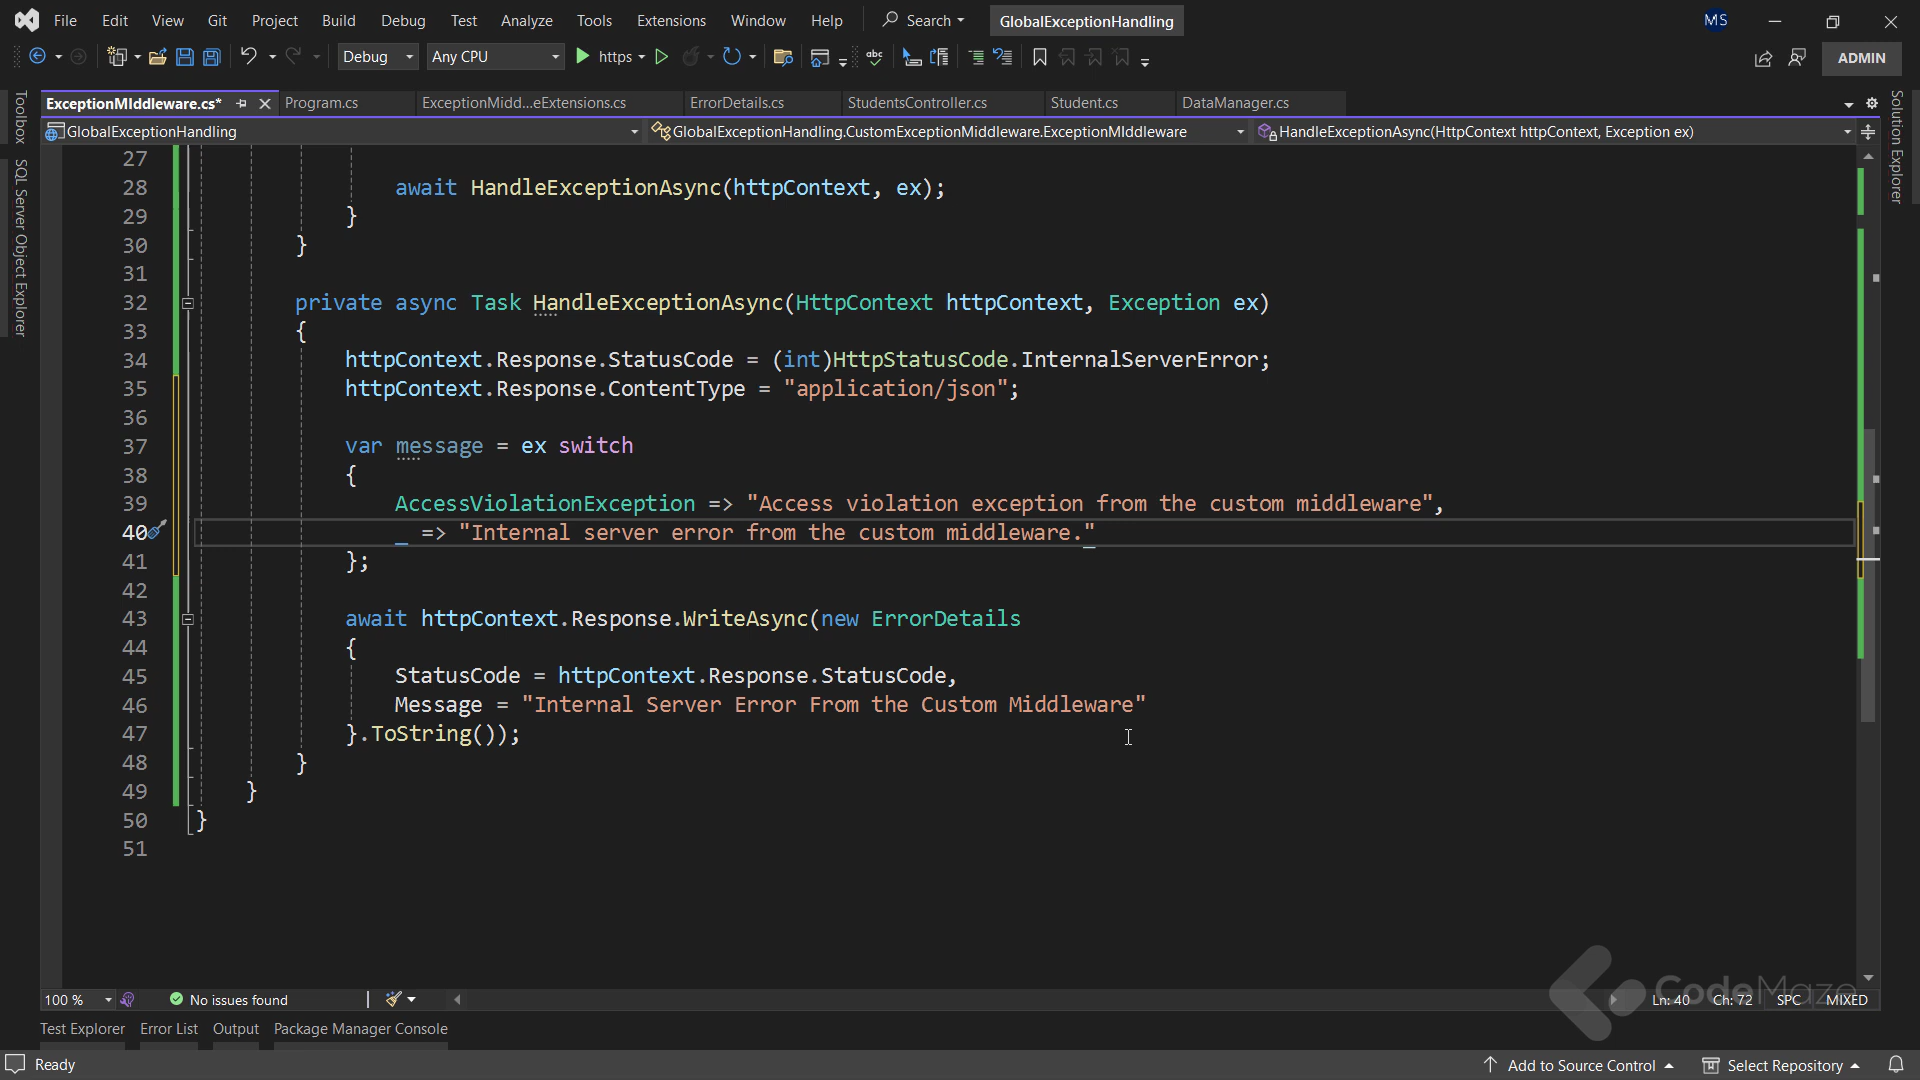 File Edit View Git Project Build Debug Test Analyze Tools Extensions Window Help Search GlobalExceptionHandling MS
Debug Any CPU https abc ADMIN
ExceptionMIddleware.cs* Program.cs ExceptionMidd...eExtensions.cs ErrorDetails.cs StudentsController.cs Student.cs DataManager.cs
GlobalExceptionHandling GlobalExceptionHandling.CustomExceptionMiddleware.ExceptionMIddleware HandleExceptionAsync(HttpContext httpContext, Exception ex)
Toolbox
SQL Server Object Explorer
Solution Explorer
27
28 await HandleExceptionAsync(httpContext, ex);
29 }
30 }
31
32 private async Task HandleExceptionAsync(HttpContext httpContext, Exception ex)
33 {
34 httpContext.Response.StatusCode = (int)HttpStatusCode.InternalServerError;
35 httpContext.Response.ContentType = "application/json";
36
37 var message = ex switch
38 {
39 AccessViolationException => "Access violation exception from the custom middleware",
40 _ => "Internal server error from the custom middleware."
41 };
42
43 await httpContext.Response.WriteAsync(new ErrorDetails
44 {
45 StatusCode = httpContext.Response.StatusCode,
46 Message = "Internal Server Error From the Custom Middleware"
47 }.ToString());
48 }
49 }
50 }
51
100 % No issues found Ln: 40 Ch: 72 SPC MIXED
CodeMaze
Test Explorer Error List Output Package Manager Console
Ready Add to Source Control Select Repository